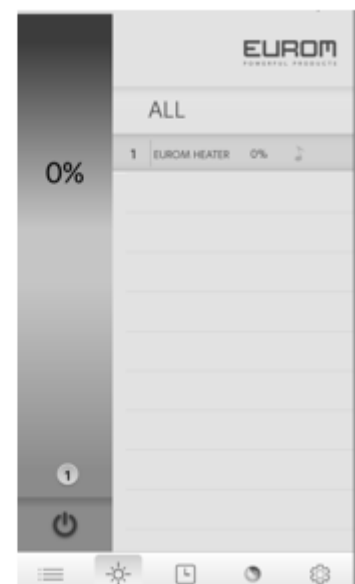 EUROM
POWERFUL PRODUCTS
ALL
1 EUROM HEATER 0%
0%
1